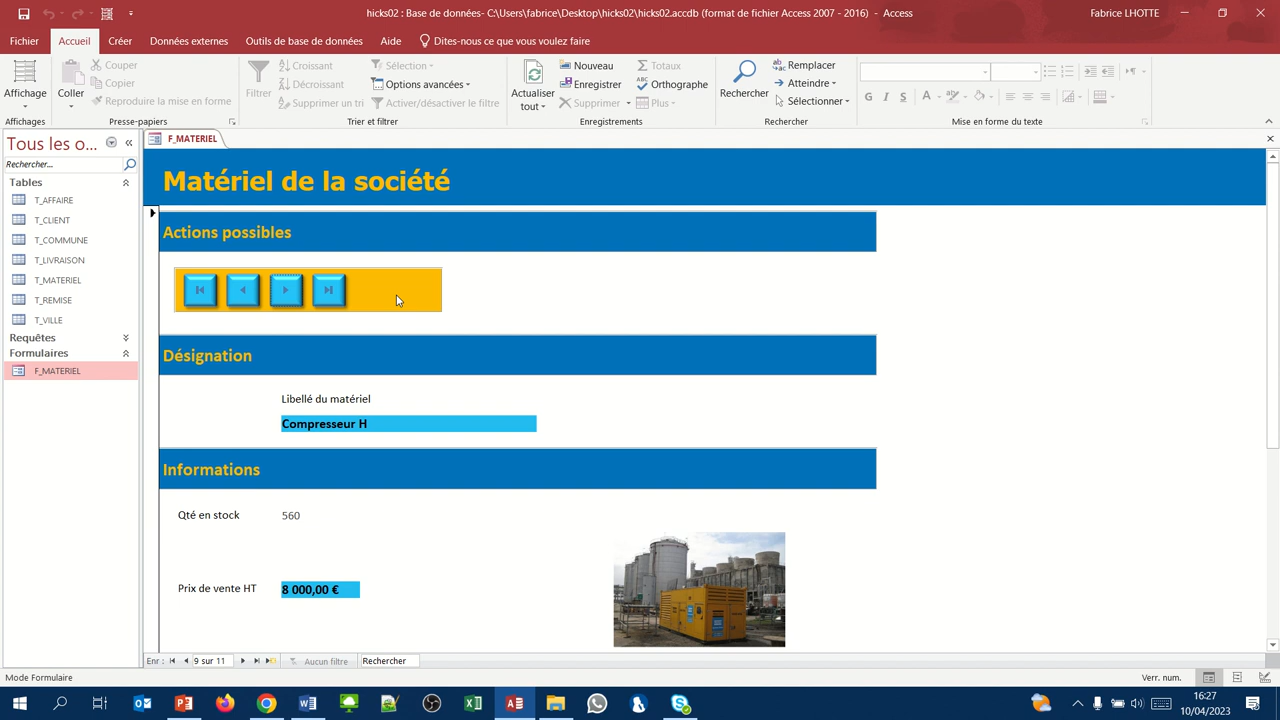 hicks02 : Base de données- C:\Users\fabrice\Desktop\hicks02\hicks02.accdb (format de fichier Access 2007 - 2016) - Access
Fabrice LHOTTE
Fichier Accueil Créer Données externes Outils de base de données Aide Dites-nous ce que vous voulez faire
Affichage
Affichages
Coller
Couper
Copier
Reproduire la mise en forme
Presse-papiers
Filtrer
Croissant
Décroissant
Supprimer un tri
Sélection
Options avancées
Activer/désactiver le filtre
Trier et filtrer
Actualiser
tout
Nouveau
Enregistrer
Supprimer
Totaux
Orthographe
Plus
Enregistrements
Rechercher
Remplacer
Atteindre
Sélectionner
Rechercher
G I S
Mise en forme du texte
Tous les o...
Rechercher...
Tables
T_AFFAIRE
T_CLIENT
T_COMMUNE
T_LIVRAISON
T_MATERIEL
T_REMISE
T_VILLE
Requêtes
Formulaires
F_MATERIEL
F_MATERIEL
Matériel de la société
Actions possibles
Désignation
Libellé du matériel
Compresseur H
Informations
Qté en stock 560
Prix de vente HT 8 000,00 €
Enr : 9 sur 11 Aucun filtre Rechercher
Mode Formulaire
Verr. num.
16:27
10/04/2023